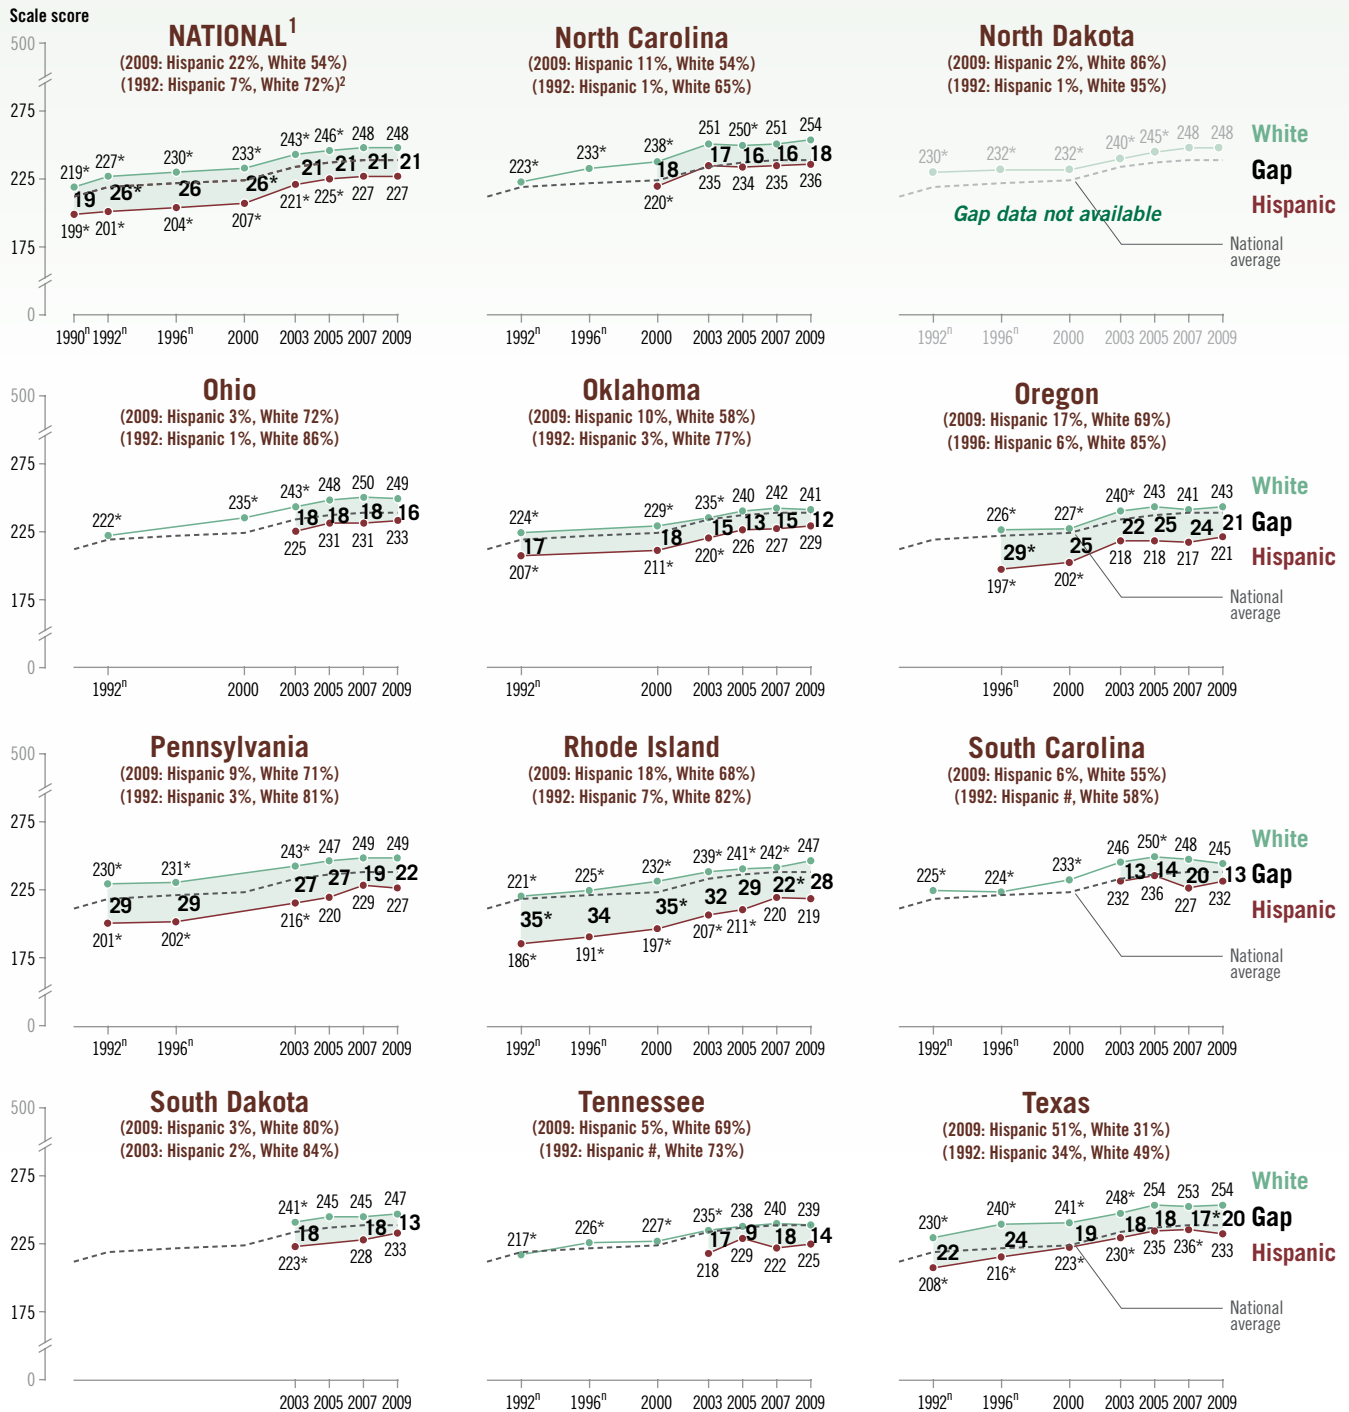 Scale score
NATIONAL1
(2009: Hispanic 22%, White 54%)
(1992: Hispanic 7%, White 72%)2
500
275
225
175
0
219* 227* 230* 233* 243* 246* 248 248
19 26* 26 26* 21 21 21 21
199* 201* 204* 207* 221* 225* 227 227
1990n 1992n 1996n 2000 2003 2005 2007 2009
North Carolina
(2009: Hispanic 11%, White 54%)
(1992: Hispanic 1%, White 65%)
223* 233* 238* 251 250* 251 254
18 17 16 16 18
220* 235 234 235 236
1992n 1996n 2000 2003 2005 2007 2009
North Dakota
(2009: Hispanic 2%, White 86%)
(1992: Hispanic 1%, White 95%)
230* 232* 232* 240* 245* 248 248
Gap data not available
White
Gap
Hispanic
National
average
1992n 1996n 2000 2003 2005 2007 2009
Ohio
(2009: Hispanic 3%, White 72%)
(1992: Hispanic 1%, White 86%)
500
275
225
175
0
222* 235* 243* 248 250 249
18 18 18 16
225 231 231 233
1992n 2000 2003 2005 2007 2009
Oklahoma
(2009: Hispanic 10%, White 58%)
(1992: Hispanic 3%, White 77%)
224* 229* 235* 240 242 241
17 18 15 13 15 12
207* 211* 220* 226 227 229
1992n 2000 2003 2005 2007 2009
Oregon
(2009: Hispanic 17%, White 69%)
(1996: Hispanic 6%, White 85%)
226* 227* 240* 243 241 243
29* 25 22 25 24 21
197* 202* 218 218 217 221
White
Gap
Hispanic
National
average
1996n 2000 2003 2005 2007 2009
Pennsylvania
(2009: Hispanic 9%, White 71%)
(1992: Hispanic 3%, White 81%)
500
275
225
175
0
230* 231* 243* 247 249 249
29 29 27 27 19 22
201* 202* 216* 220 229 227
1992n 1996n 2003 2005 2007 2009
Rhode Island
(2009: Hispanic 18%, White 68%)
(1992: Hispanic 7%, White 82%)
221* 225* 232* 239* 241* 242* 247
35* 34 35* 32 29 22* 28
186* 191* 197* 207* 211* 220 219
1992n 1996n 2000 2003 2005 2007 2009
South Carolina
(2009: Hispanic 6%, White 55%)
(1992: Hispanic #, White 58%)
225* 224* 233* 246 250* 248 245
13 14 20 13
232 236 227 232
White
Gap
Hispanic
National
average
1992n 1996n 2000 2003 2005 2007 2009
South Dakota
(2009: Hispanic 3%, White 80%)
(2003: Hispanic 2%, White 84%)
500
275
225
175
0
241* 245 245 247
18 18 13
223* 228 233
2003 2005 2007 2009
Tennessee
(2009: Hispanic 5%, White 69%)
(1992: Hispanic #, White 73%)
217* 226* 227* 235* 238 240 239
17 9 18 14
218 229 222 225
1992n 1996n 2000 2003 2005 2007 2009
Texas
(2009: Hispanic 51%, White 31%)
(1992: Hispanic 34%, White 49%)
230* 240* 241* 248* 254 253 254
22 24 19 18 18 17* 20
208* 216* 223* 230* 235 236* 233
White
Gap
Hispanic
National
average
1992n 1996n 2000 2003 2005 2007 2009